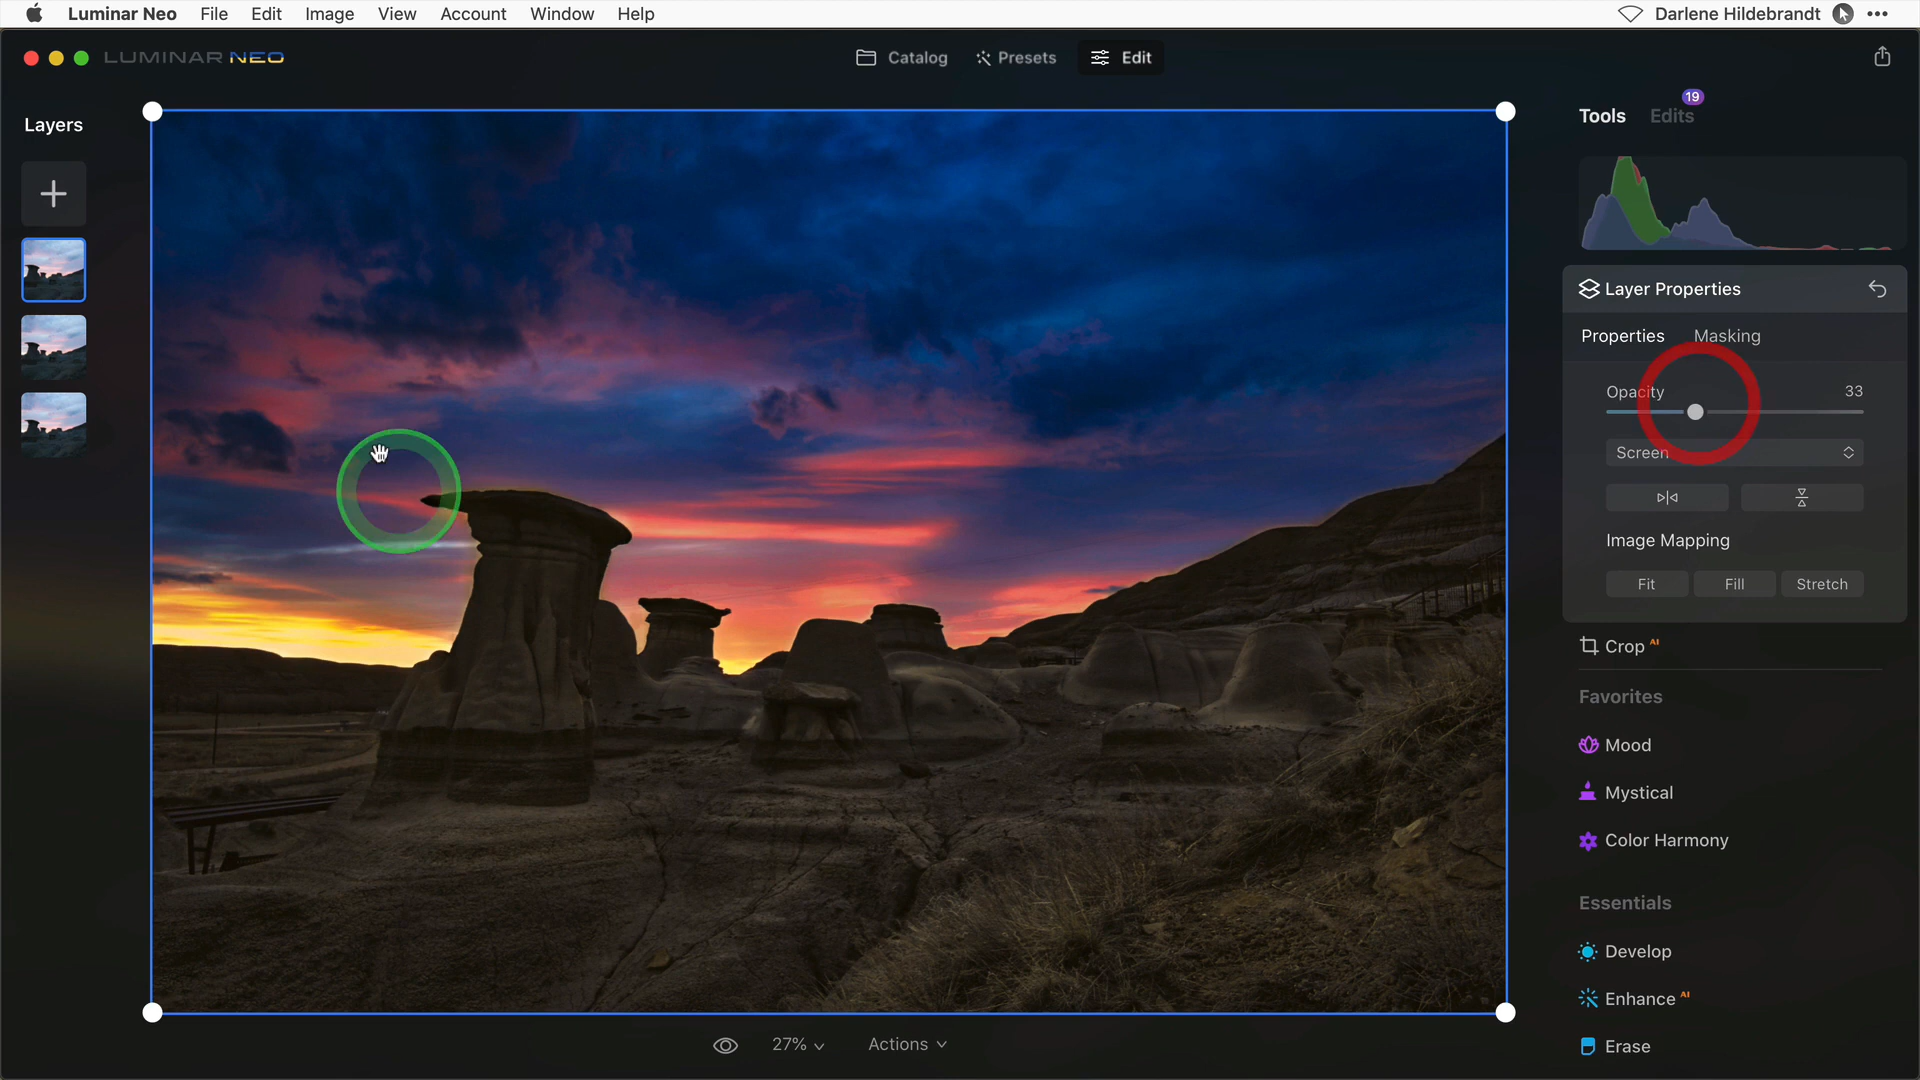 Luminar Neo File Edit Image View Account Window Help Darlene Hildebrandt
LUMINAR NEO Catalog Presets Edit
Layers
Tools Edits 19
Layer Properties
Properties Masking
Opacity 33
Screen
Image Mapping
Fit Fill Stretch
Crop AI
Favorites
Mood
Mystical
Color Harmony
Essentials
Develop
Enhance AI
Erase
27% Actions